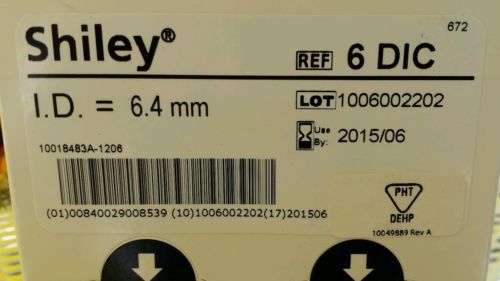 672
Shiley®
REF 6 DIC
I.D. = 6.4 mm
LOT 1006002202
Use By: 2015/06
10018483A-1206
(01)00840029008539 (10)1006002202(17)201506
PHT
DEHP
10049889 Rev A